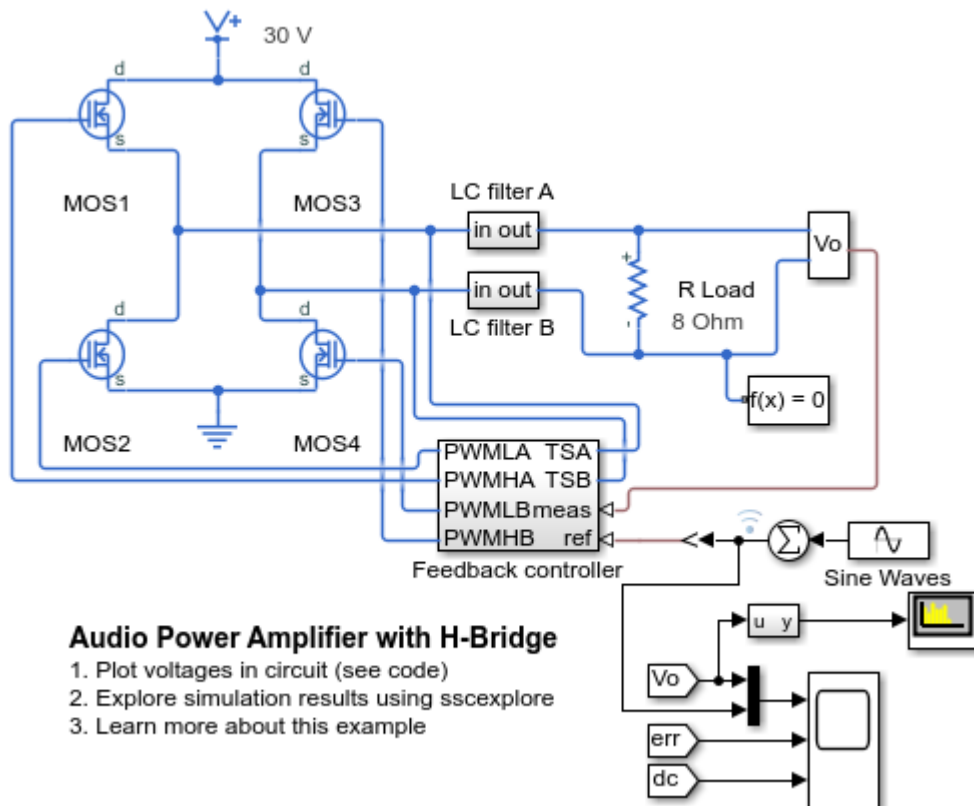 V+
30 V
d
d
s
s
MOS1
MOS3
LC filter A
in out
Vo
+
R Load
8 Ohm
-
in out
LC filter B
d
d
s
s
f(x) = 0
MOS2
MOS4
PWMLA TSA
PWMHA TSB
PWMLB meas
PWMHB ref
Feedback controller
Σ
Sine Waves
Audio Power Amplifier with H-Bridge
1. Plot voltages in circuit (see code)
2. Explore simulation results using sscexplore
3. Learn more about this example
u y
Vo
err
dc